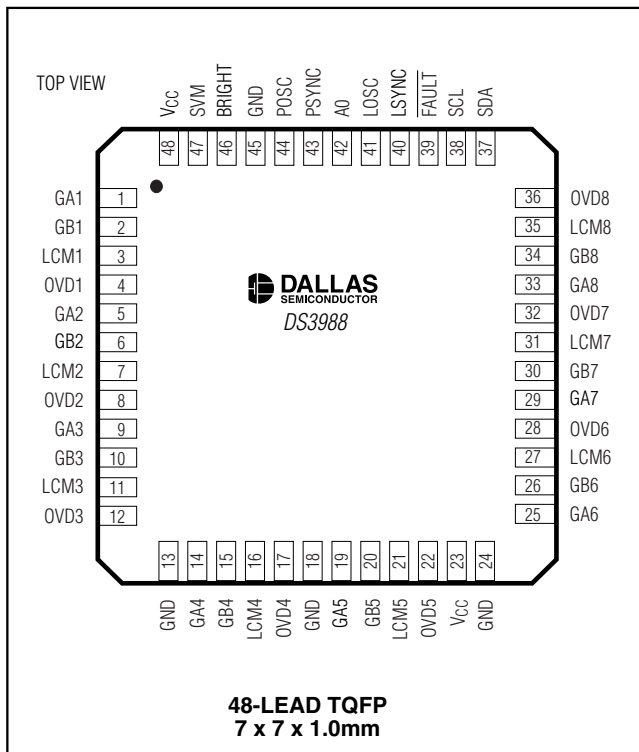 TOP VIEW
VCC
SVM
BRIGHT
GND
POSC
PSYNC
A0
LOSC
LSYNC
FAULT
SCL
SDA
48
47
46
45
44
43
42
41
40
39
38
37
GA1 1
GB1 2
LCM1 3
OVD1 4
GA2 5
GB2 6
LCM2 7
OVD2 8
GA3 9
GB3 10
LCM3 11
OVD3 12
DALLAS
SEMICONDUCTOR
DS3988
36 OVD8
35 LCM8
34 GB8
33 GA8
32 OVD7
31 LCM7
30 GB7
29 GA7
28 OVD6
27 LCM6
26 GB6
25 GA6
13
14
15
16
17
18
19
20
21
22
23
24
GND
GA4
GB4
LCM4
OVD4
GND
GA5
GB5
LCM5
OVD5
VCC
GND
48-LEAD TQFP
7 x 7 x 1.0mm